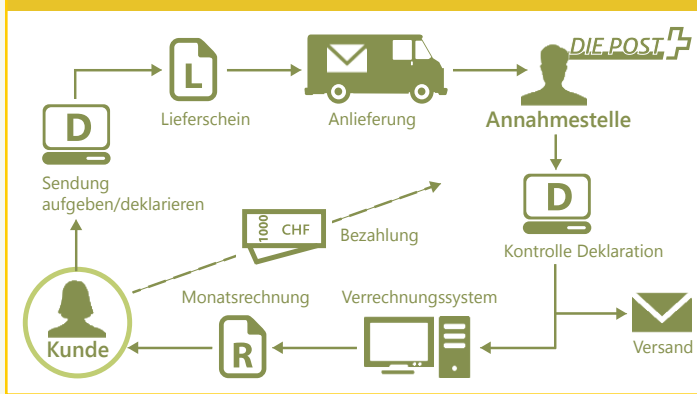 DIE POST
L
D
Lieferschein
Anlieferung
Annahmestelle
Sendung
aufgeben/deklarieren
D
1000
CHF
Bezahlung
Kontrolle Deklaration
Monatsrechnung
Verrechnungssystem
Kunde
R
Versand